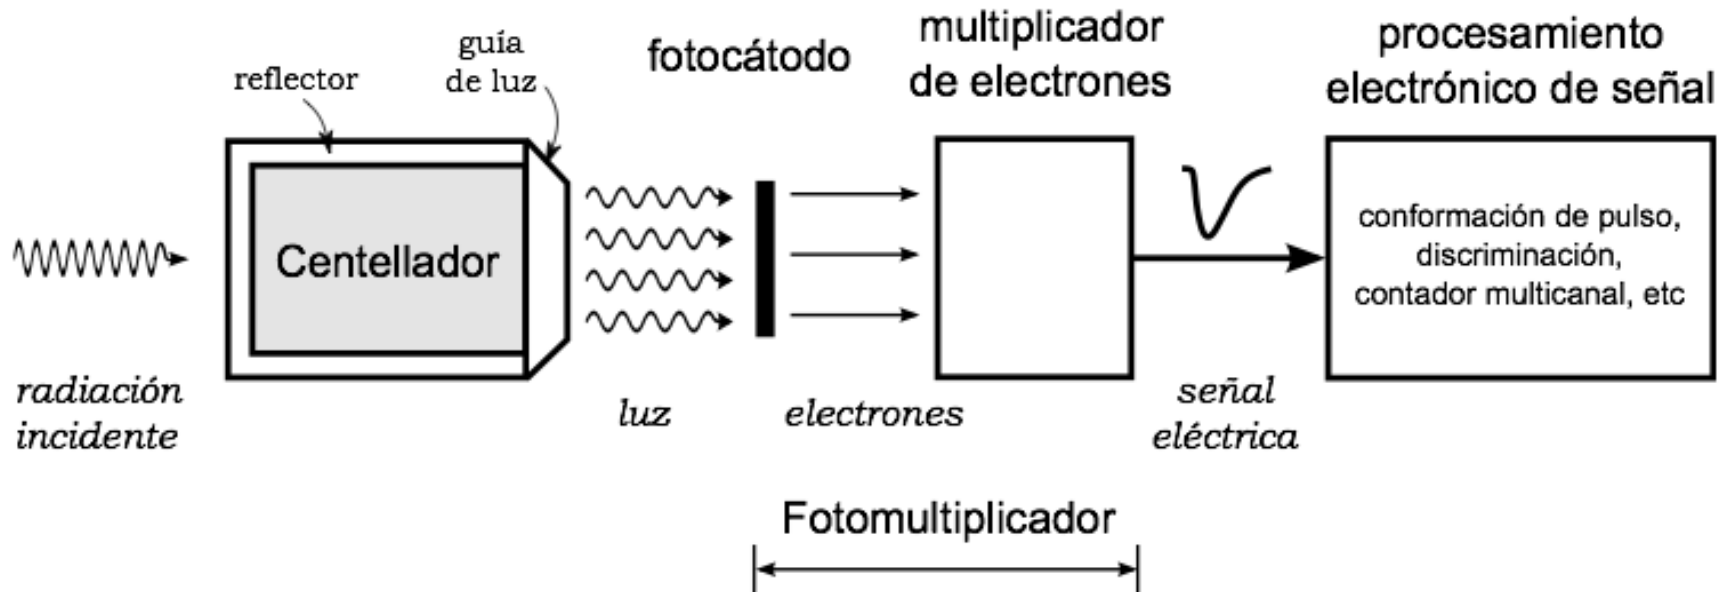 reflector
guía
de luz
fotocátodo
multiplicador
de electrones
procesamiento
electrónico de señal
Centellador
conformación de pulso,
discriminación,
contador multicanal, etc
radiación
incidente
luz
electrones
señal
eléctrica
Fotomultiplicador